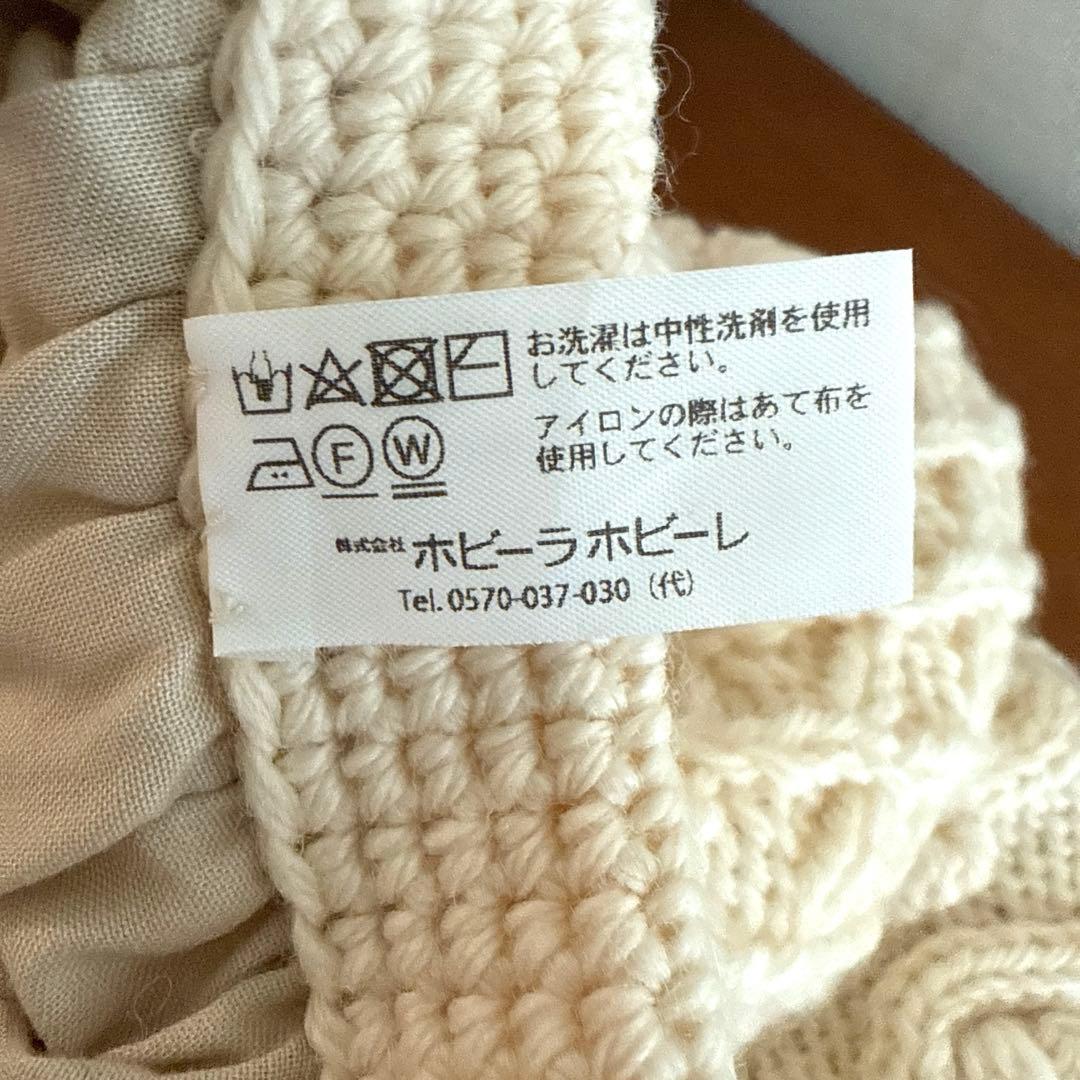 お洗濯は中性洗剤を使用
してください。
アイロンの際はあて布を
使用してください。
F
W
株式会社 ホビーラホビーレ
Tel. 0570-037-030 (代)